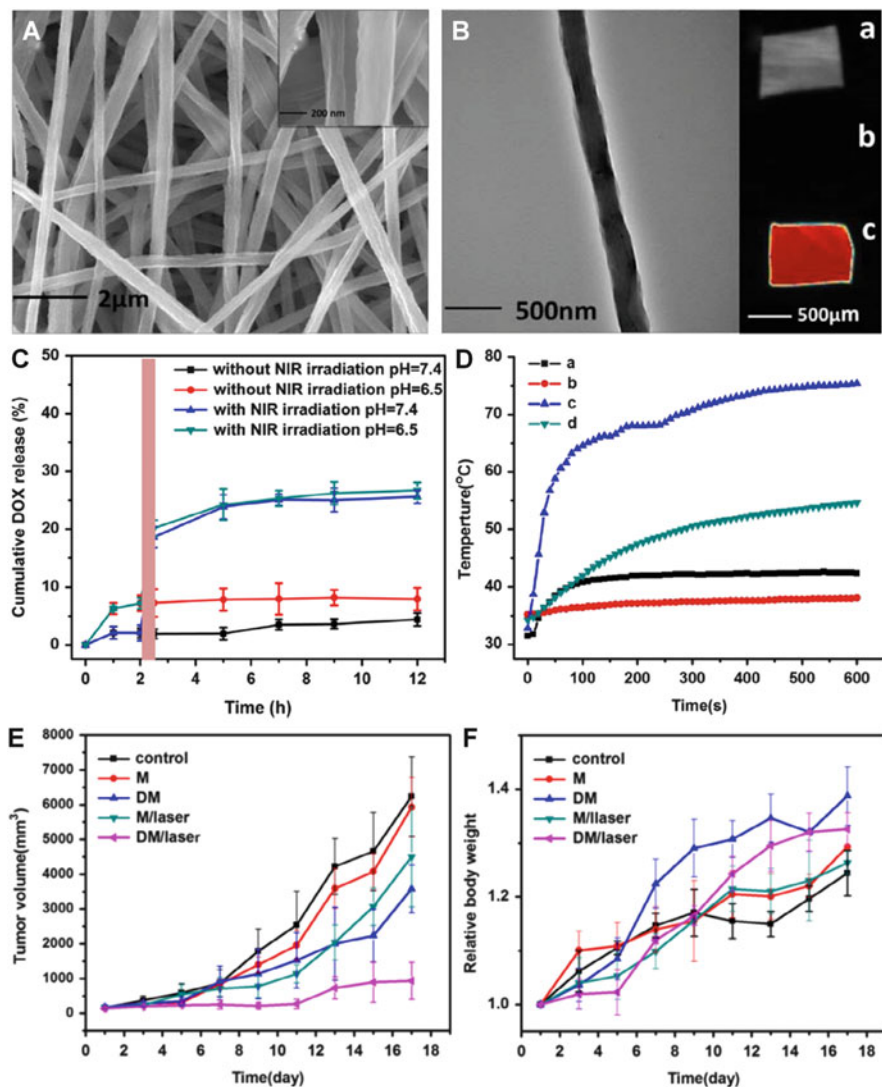 A
200 nm
2μm
B
500nm
a
b
c
500μm
C
Cumulative DOX release (%)
50
40
30
20
10
0
without NIR irradiation pH=7.4
without NIR irradiation pH=6.5
with NIR irradiation pH=7.4
with NIR irradiation pH=6.5
0 2 4 6 8 10 12
Time (h)
D
Temperture(°C)
80
70
60
50
40
30
a
b
c
d
0 100 200 300 400 500 600
Time(s)
E
Tumor volume(mm³)
8000
7000
6000
5000
4000
3000
2000
1000
0
control
M
DM
M/laser
DM/laser
0 2 4 6 8 10 12 14 16 18
Time(day)
F
Relative body weight
1.4
1.2
1.0
control
M
DM
M/llaser
DM/laser
0 2 4 6 8 10 12 14 16 18
Time(day)